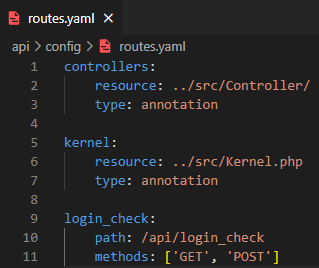 routes.yaml ×
api > config > routes.yaml
1 controllers:
2     resource: ../src/Controller/
3     type: annotation
4
5 kernel:
6     resource: ../src/Kernel.php
7     type: annotation
8
9 login_check:
10     path: /api/login_check
11     methods: ['GET', 'POST']